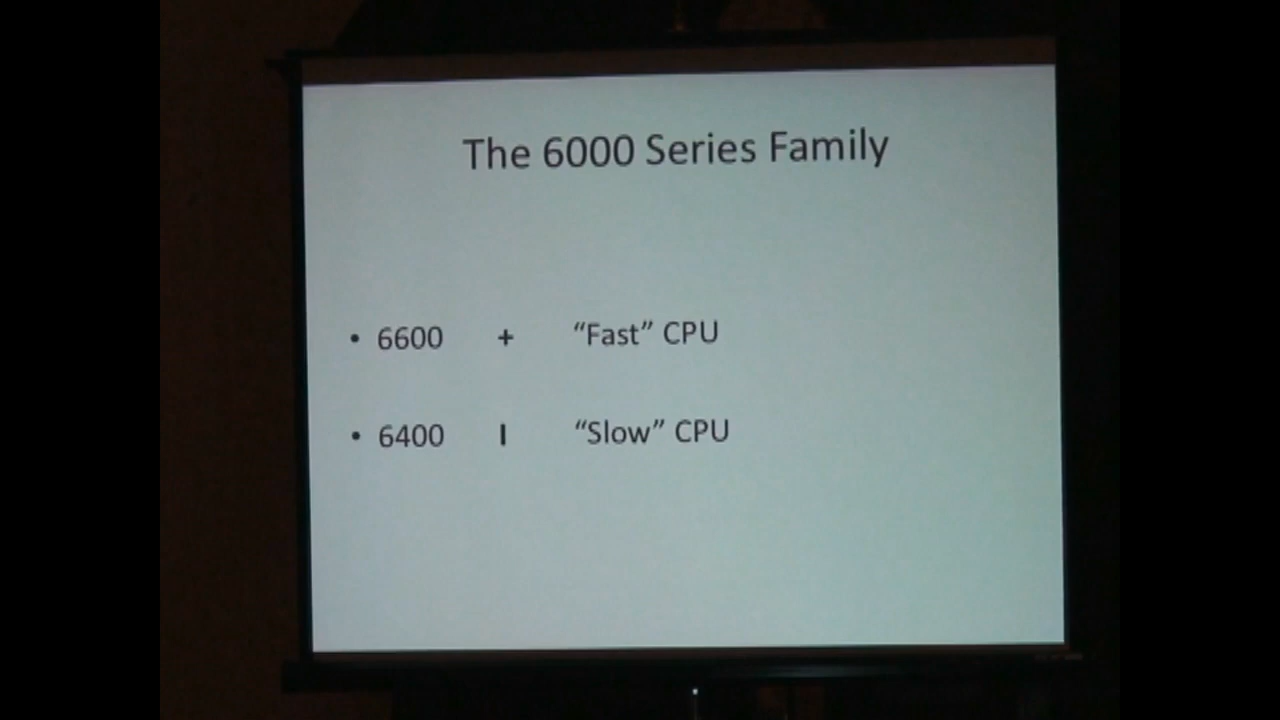 The 6000 Series Family
• 6600 + “Fast” CPU
• 6400 I “Slow” CPU